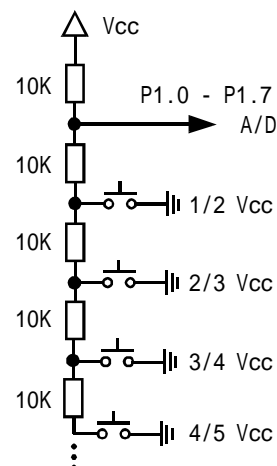 Vcc
10K
P1.0 - P1.7
A/D
10K
1/2 Vcc
10K
2/3 Vcc
10K
3/4 Vcc
10K
4/5 Vcc